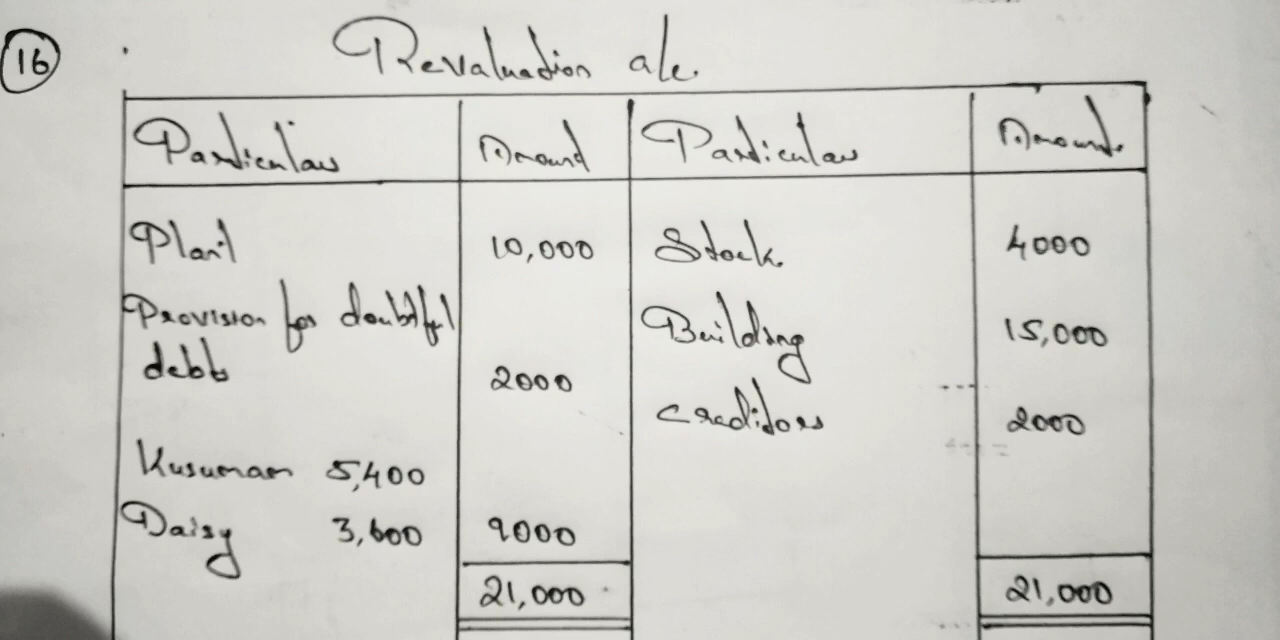 16
Revaluation a/c.
Particulars Amount Particulars Amount
Plant 10,000 Stock 4000
Provision for doubtful
debts 2000 Building 15,000
Creditors 2000
Kusuman 5,400
Daisy 3,600 9000
21,000 21,000